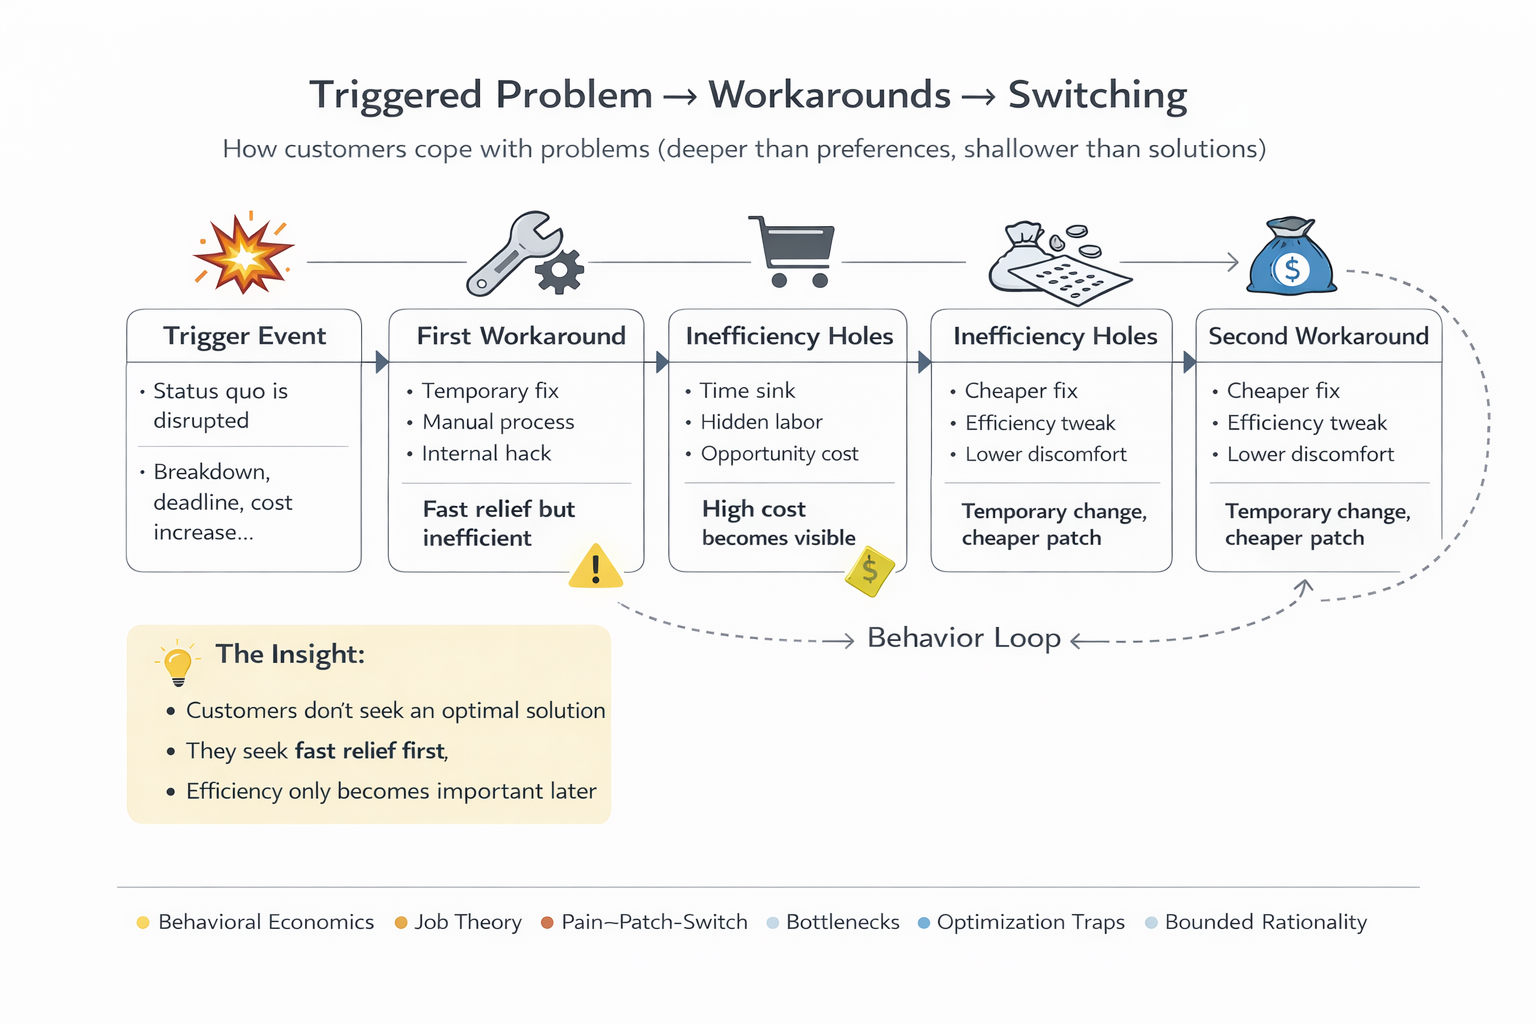 Triggered Problem → Workarounds → Switching
How customers cope with problems (deeper than preferences, shallower than solutions)
Trigger Event
• Status quo is
disrupted
• Breakdown,
deadline, cost
increase...
First Workaround
• Temporary fix
• Manual process
• Internal hack
Fast relief but
inefficient
!
Inefficiency Holes
• Time sink
• Hidden labor
• Opportunity cost
High cost
becomes visible
$
Inefficiency Holes
• Cheaper fix
• Efficiency tweak
• Lower discomfort
Temporary change,
cheaper patch
$
Second Workaround
• Cheaper fix
• Efficiency tweak
• Lower discomfort
Temporary change,
cheaper patch
Behavior Loop
The Insight:
• Customers don't seek an optimal solution
• They seek fast relief first,
• Efficiency only becomes important later
Behavioral Economics
Job Theory
Pain–Patch-Switch
Bottlenecks
Optimization Traps
Bounded Rationality